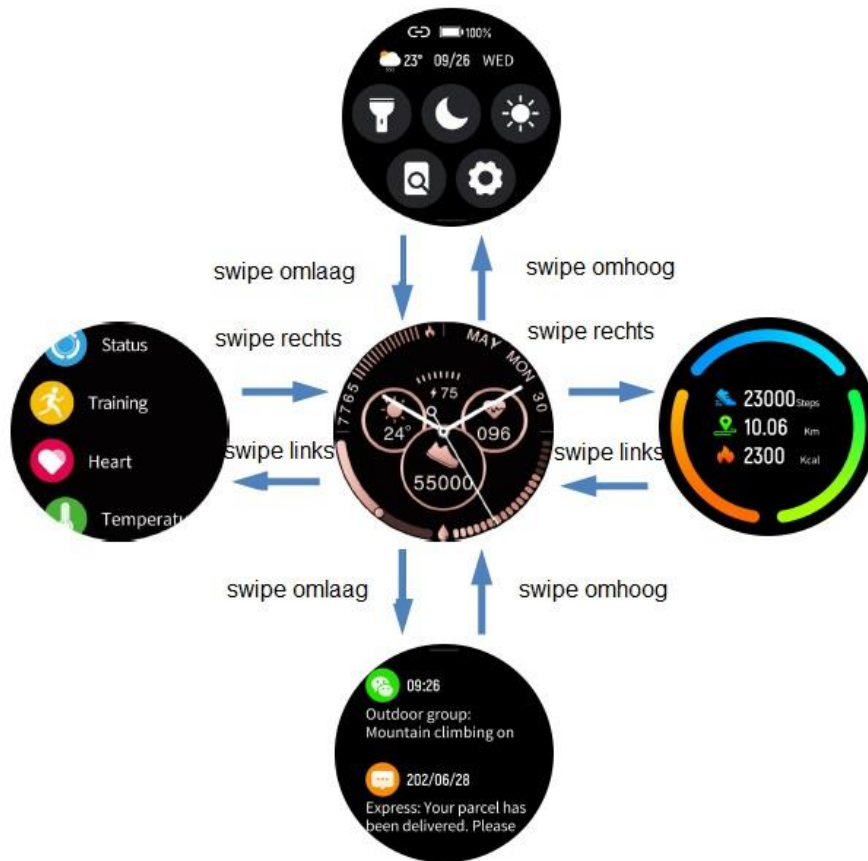 100%
23° 09/26 WED
swipe omlaag
swipe omhoog
Status
Training
Heart
Temperatu
swipe rechts
swipe links
7765
MAY MON 30
75
24°
096
55000
swipe rechts
swipe links
23000 Steps
10.06 Km
2300 Kcal
swipe omlaag
swipe omhoog
09:26
Outdoor group:
Mountain climbing on
202/06/28
Express: Your parcel has
been delivered. Please